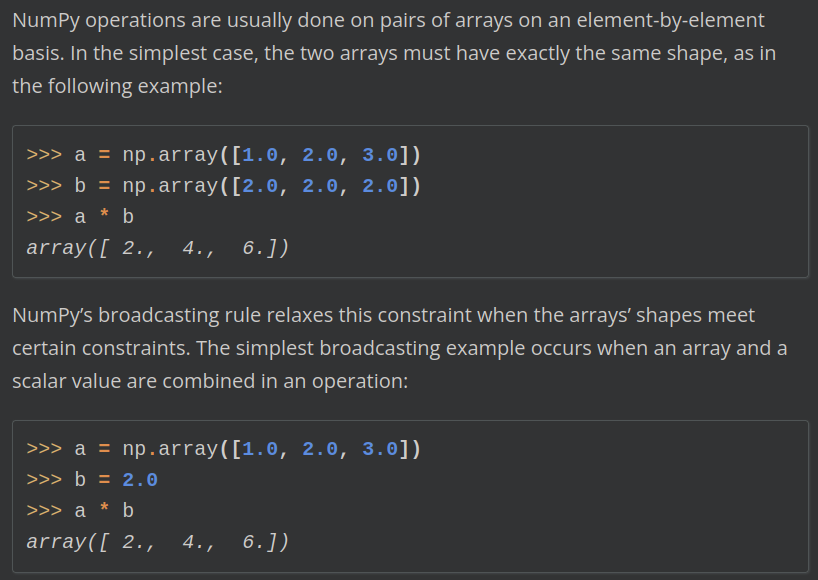 NumPy operations are usually done on pairs of arrays on an element-by-element
basis. In the simplest case, the two arrays must have exactly the same shape, as in
the following example:
>>> a = np.array([1.0, 2.0, 3.0])
>>> b = np.array([2.0, 2.0, 2.0])
>>> a * b
array([ 2.,  4.,  6.])
NumPy’s broadcasting rule relaxes this constraint when the arrays’ shapes meet
certain constraints. The simplest broadcasting example occurs when an array and a
scalar value are combined in an operation:
>>> a = np.array([1.0, 2.0, 3.0])
>>> b = 2.0
>>> a * b
array([ 2.,  4.,  6.])